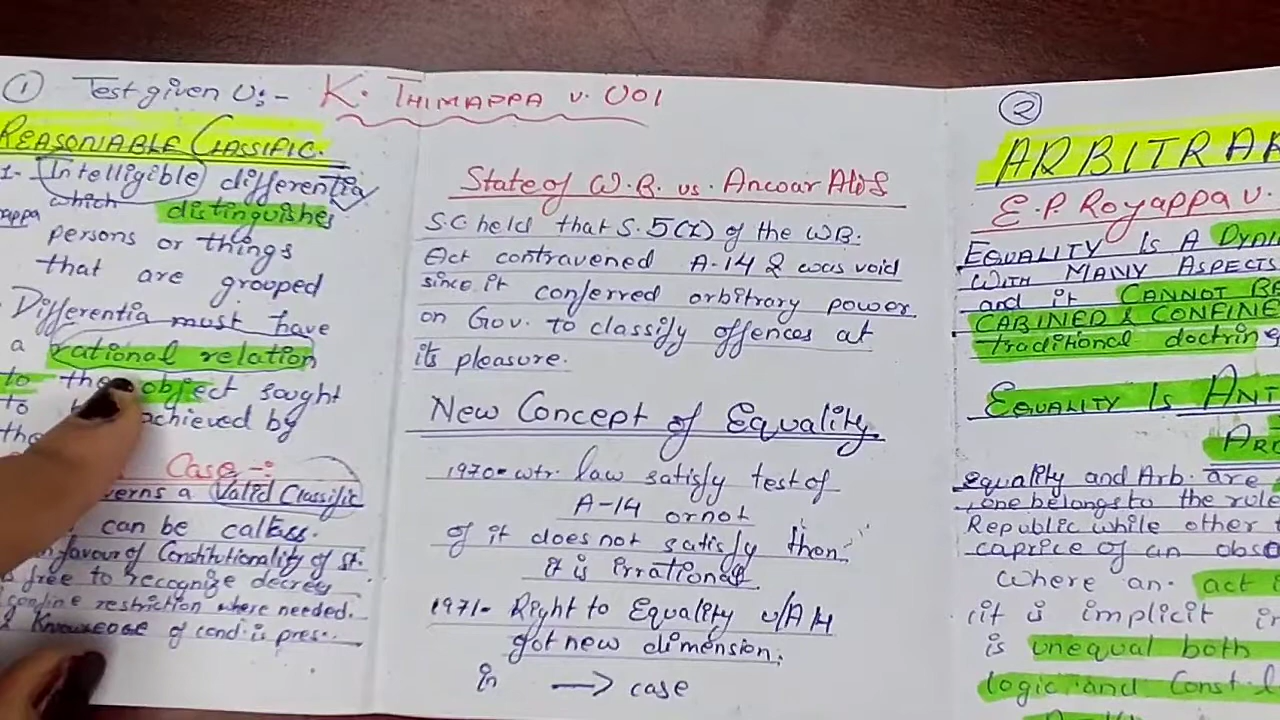 ① Test given U:- K. THIMAPPA v. UOI
REASONABLE CLASSIFIC.
1- Intelligible differentia
which distinguishes
persons or things
that are grouped
Differentia must have
a rational relation
to the object sought
to achieved by
the
Case -:
a Valid Classific
can be
favour of Constitutionality of St.
free to recognize decrees
restriction where needed.
& Knowledge of cond. is pres.
State of W.B. vs. Anwar Ali S
S.C held that S. 5(1) of the WB.
Act contravened A-14 & was void
since it conferred arbitrary power
on Gov. to classify offences at
its pleasure.
New Concept of Equality
1970- wtr. law satisfy test of
A-14 or not
if it does not satisfy then
it is irrational
1971- Right to Equality u/A 14
got new dimension.
in → case
②
ARBITRAR
E.P. Royappa v.
EQUALITY IS A DYNA
WITH MANY ASPECTS
and it CANNOT BE
CABINED & CONFINE
traditional doctrine
EQUALITY IS ANT
equality and Arb. are
one belongs to the rule
Republic while other
caprice of an abso
Where an act i
it is implicit in
is unequal both
logic and Const